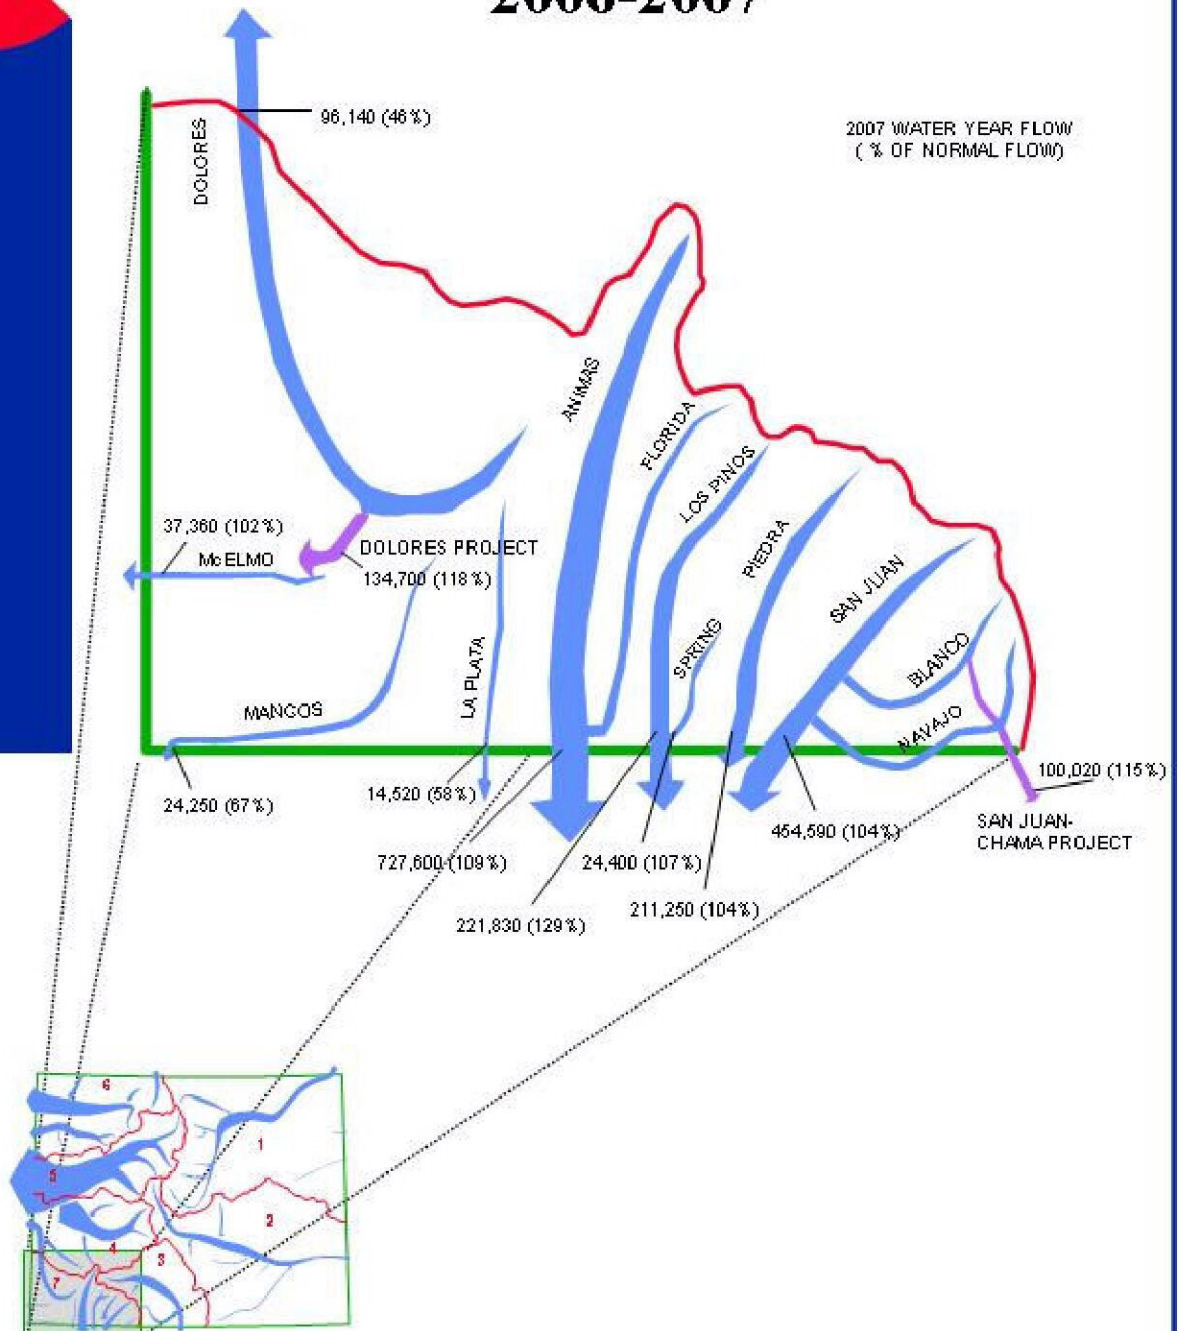 2006-2007
96,140 (46%)
2007 WATER YEAR FLOW
( % OF NORMAL FLOW)
DOLORES
ANIMAS
FLORIDA
LOS PINOS
37,360 (102%)
McELMO
DOLORES PROJECT
134,700 (118%)
PIEDRA
SAN JUAN
SPRING
BLANCO
LA PLATA
MANCOS
NAVAJO
100,020 (115%)
14,520 (58%)
24,250 (67%)
SAN JUAN-
CHAMA PROJECT
454,590 (104%)
727,600 (109%)
24,400 (107%)
211,250 (104%)
221,830 (129%)
6
1
5
2
4
3
7